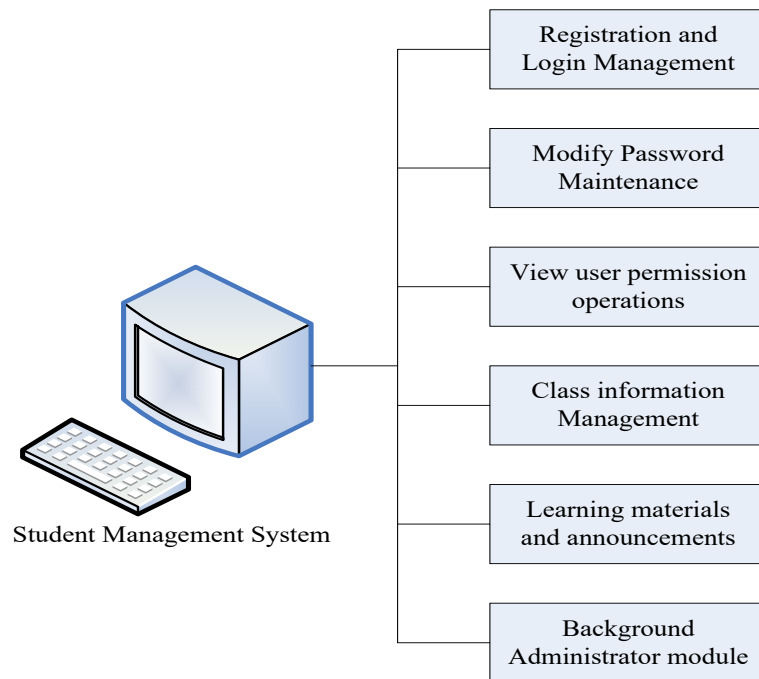 Registration and
Login Management
Modify Password
Maintenance
View user permission
operations
Class information
Management
Learning materials
and announcements
Background
Administrator module
Student Management System